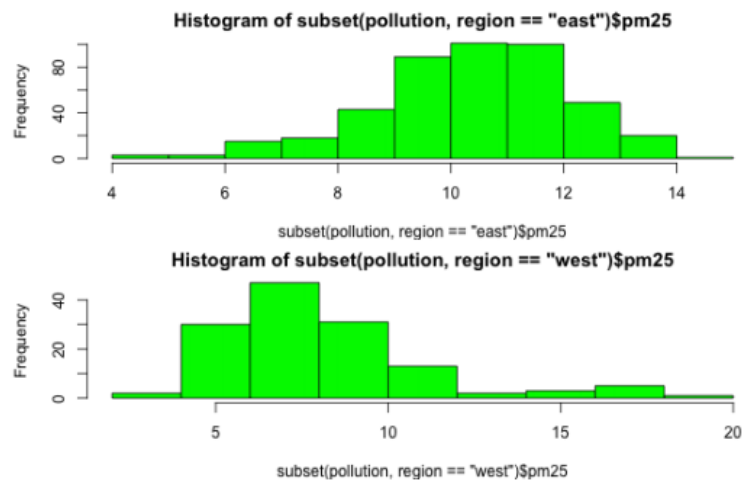 Histogram of subset(pollution, region == "east")$pm25
Frequency
0 40 80
4 6 8 10 12 14
subset(pollution, region == "east")$pm25
Histogram of subset(pollution, region == "west")$pm25
Frequency
0 20 40
5 10 15 20
subset(pollution, region == "west")$pm25